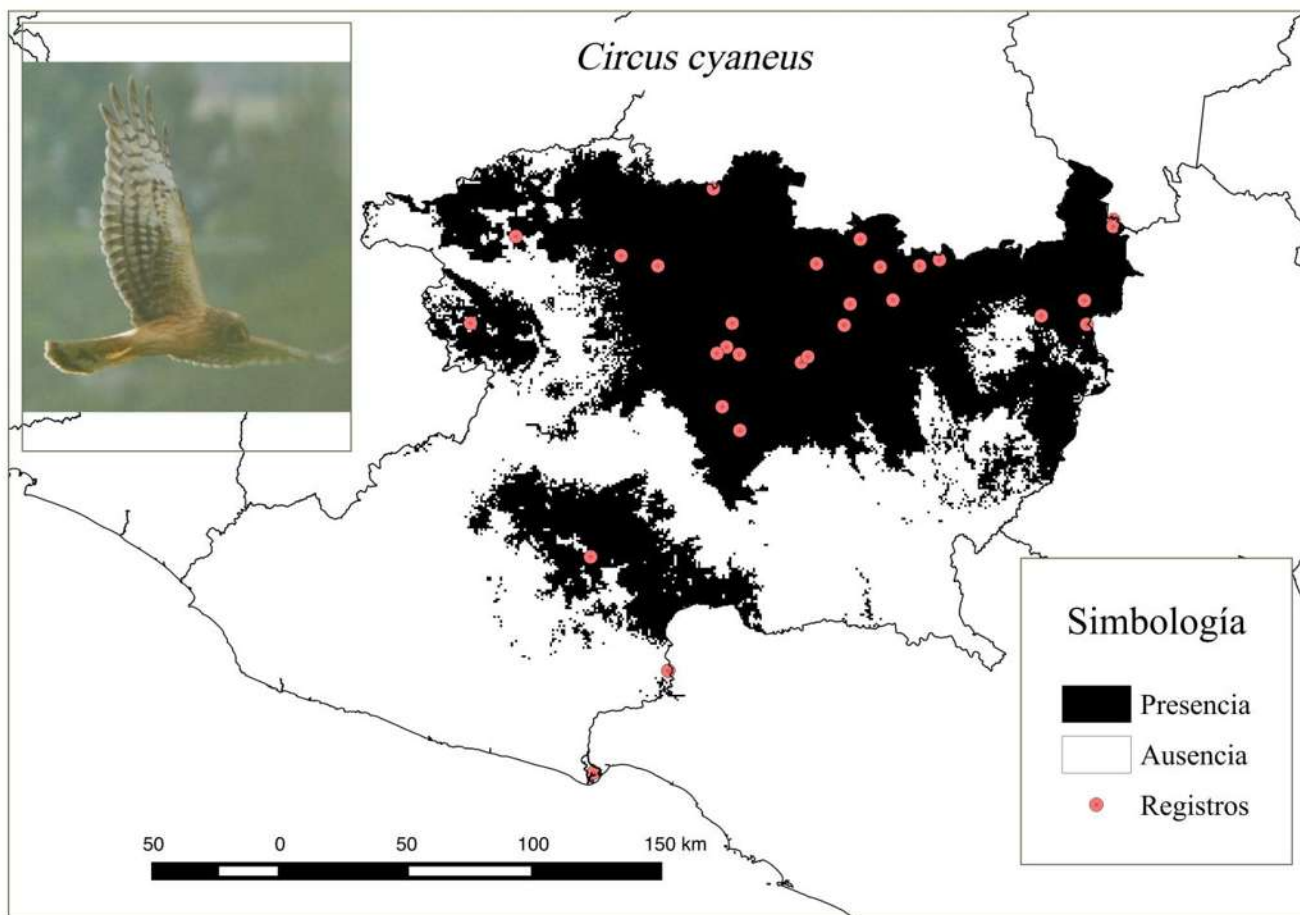 Circus cyaneus
Simbología
Presencia
Ausencia
Registros
50 0 50 100 150 km